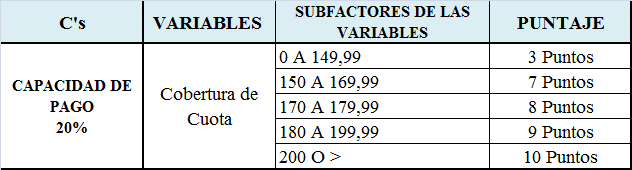 C's VARIABLES SUBFACTORES DE LAS VARIABLES PUNTAJE
CAPACIDAD DE PAGO 20%
Cobertura de Cuota
0 A 149,99 3 Puntos
150 A 169,99 7 Puntos
170 A 179,99 8 Puntos
180 A 199,99 9 Puntos
200 O > 10 Puntos